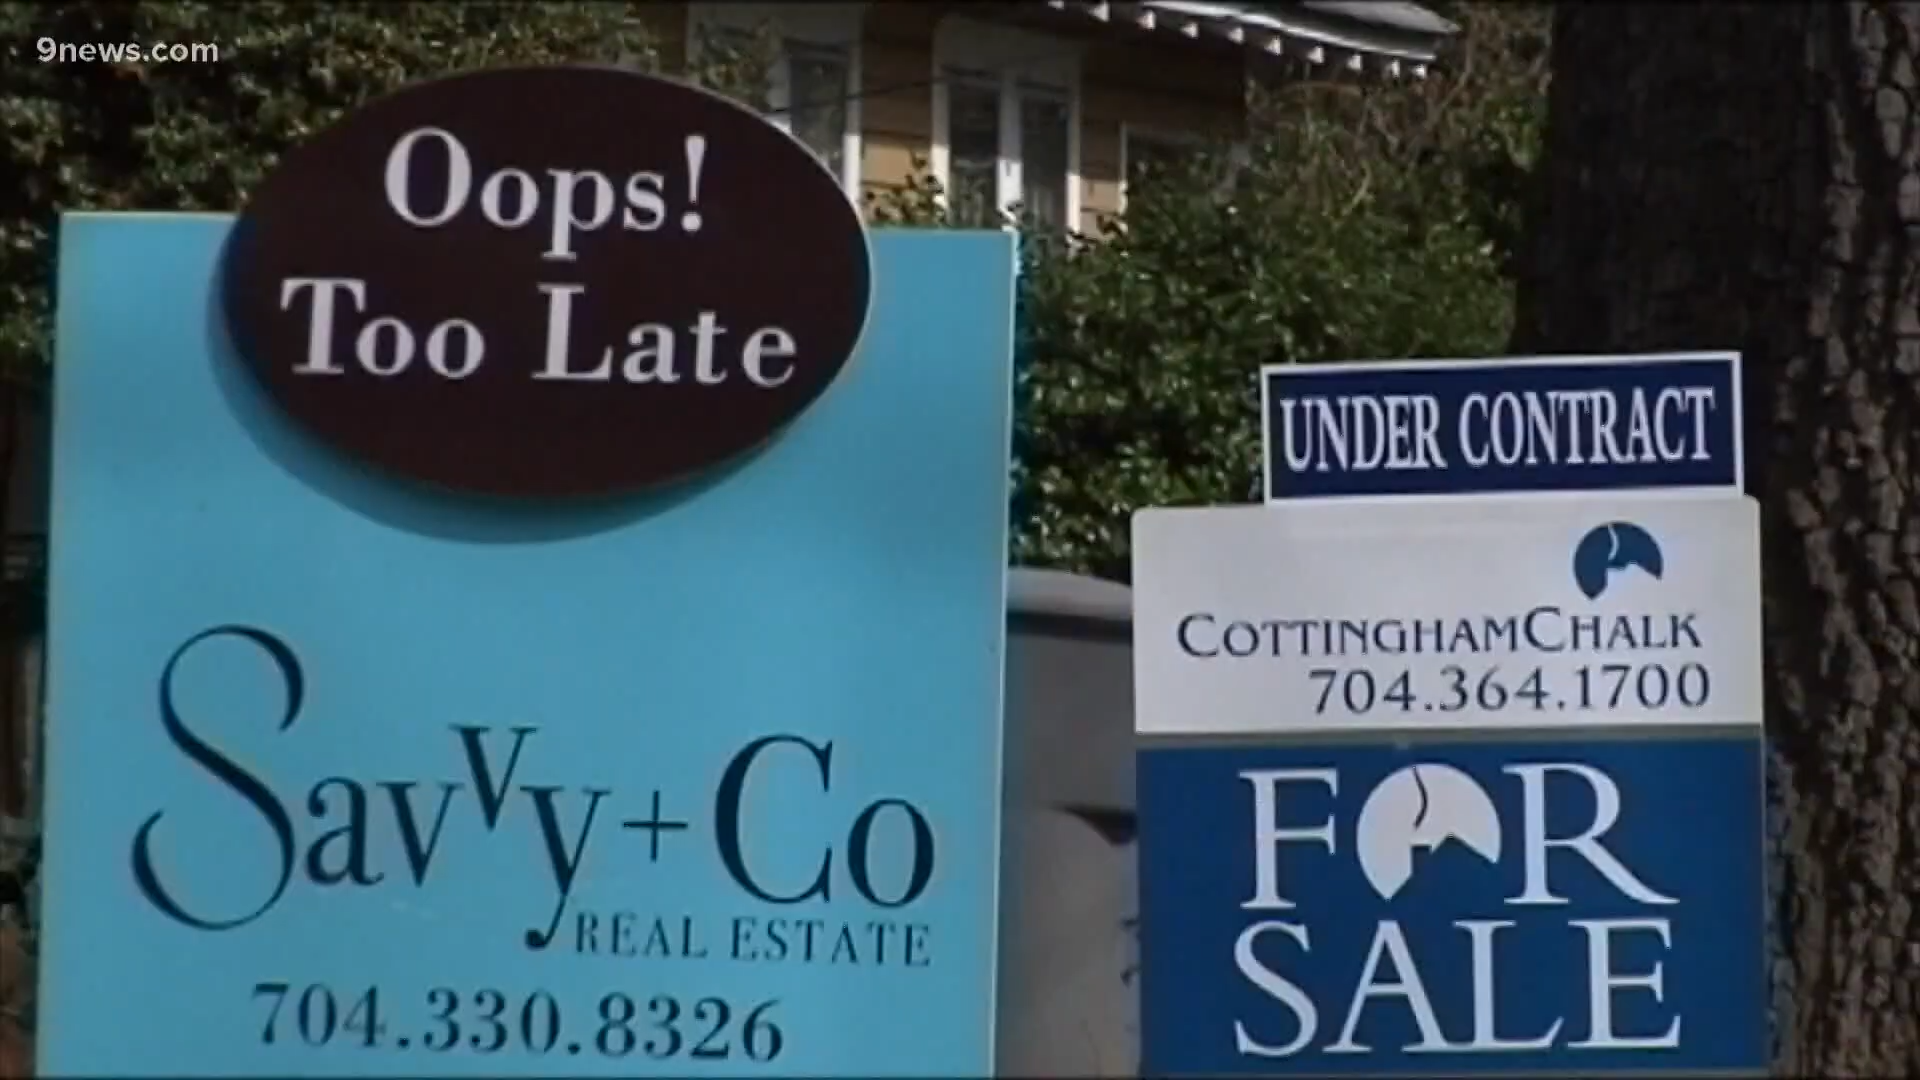 9news.com
Oops!
Too Late
Savvy+Co
REAL ESTATE
704.330.8326
UNDER CONTRACT
COTTINGHAMCHALK
704.364.1700
FOR
SALE